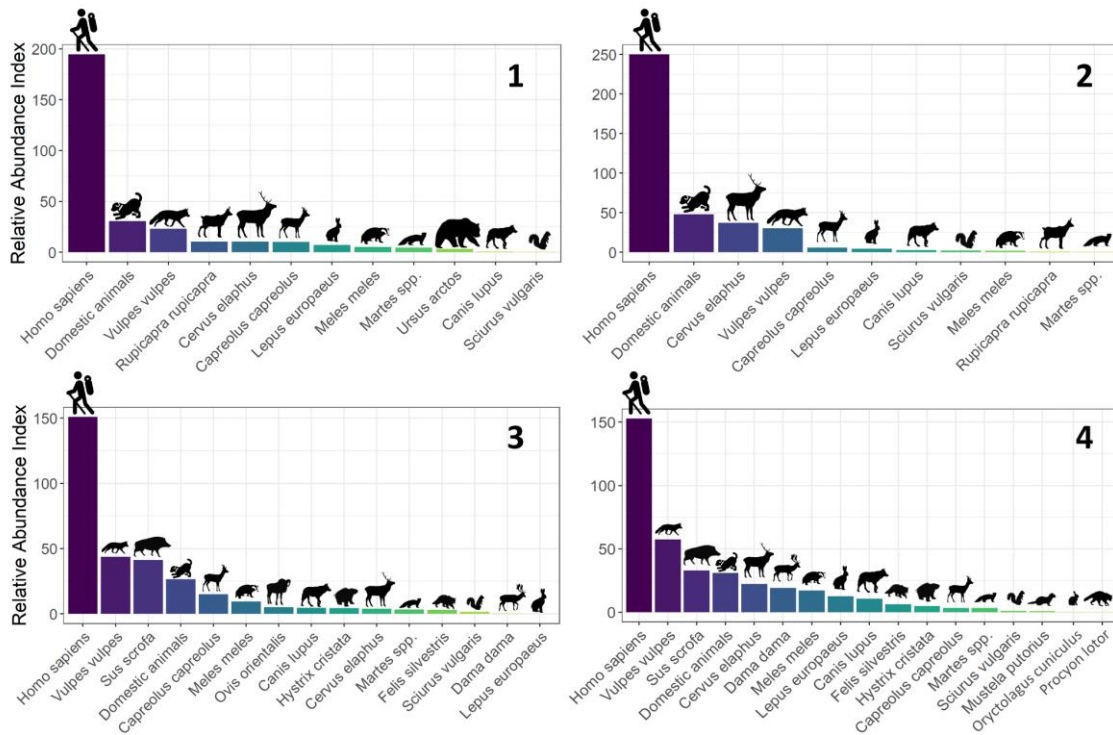 Relative Abundance Index
200
150
100
50
0
1
Homo sapiens
Domestic animals
Vulpes vulpes
Rupicapra rupicapra
Cervus elaphus
Capreolus capreolus
Lepus europaeus
Meles meles
Martes spp.
Ursus arctos
Canis lupus
Sciurus vulgaris
250
200
150
100
50
0
2
Homo sapiens
Domestic animals
Cervus elaphus
Vulpes vulpes
Capreolus capreolus
Lepus europaeus
Canis lupus
Sciurus vulgaris
Meles meles
Rupicapra rupicapra
Martes spp.
Relative Abundance Index
150
100
50
0
3
Homo sapiens
Vulpes vulpes
Sus scrofa
Domestic animals
Capreolus capreolus
Meles meles
Ovis orientalis
Canis lupus
Hystrix cristata
Cervus elaphus
Martes spp.
Felis silvestris
Sciurus vulgaris
Dama dama
Lepus europaeus
150
100
50
0
4
Homo sapiens
Vulpes vulpes
Sus scrofa
Domestic animals
Cervus elaphus
Dama dama
Meles meles
Lepus europaeus
Canis lupus
Felis silvestris
Hystrix cristata
Capreolus capreolus
Martes spp.
Sciurus vulgaris
Mustela putorius
Oryctolagus cuniculus
Procyon lotor